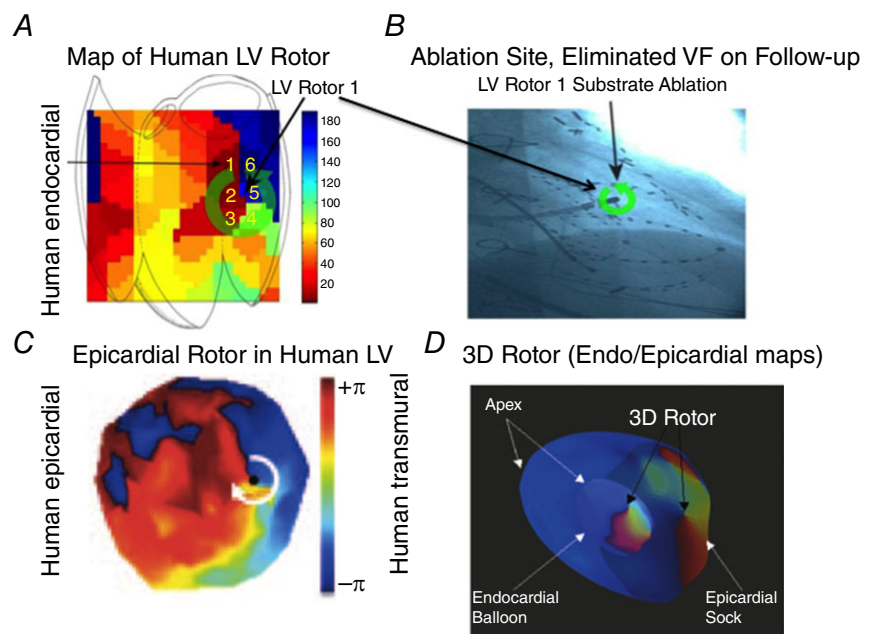 A
Map of Human LV Rotor
LV Rotor 1
Human endocardial
1 6
2 5
3 4
180
160
140
120
100
80
60
40
20
B
Ablation Site, Eliminated VF on Follow-up
LV Rotor 1 Substrate Ablation
C
Epicardial Rotor in Human LV
Human epicardial
+π
−π
D
3D Rotor (Endo/Epicardial maps)
Human transmural
Apex
3D Rotor
Endocardial
Balloon
Epicardial
Sock